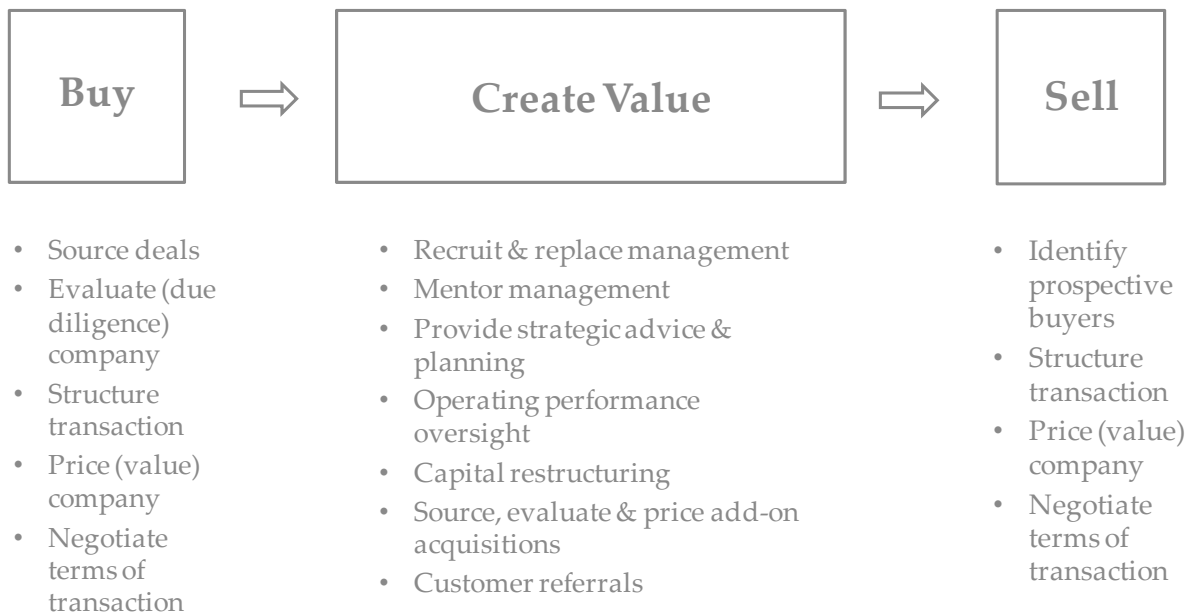 Buy
Create Value
Sell
• Source deals
• Evaluate (due
diligence)
company
• Structure
transaction
• Price (value)
company
• Negotiate
terms of
transaction
• Recruit & replace management
• Mentor management
• Provide strategic advice &
planning
• Operating performance
oversight
• Capital restructuring
• Source, evaluate & price add-on
acquisitions
• Customer referrals
• Identify
prospective
buyers
• Structure
transaction
• Price (value)
company
• Negotiate
terms of
transaction